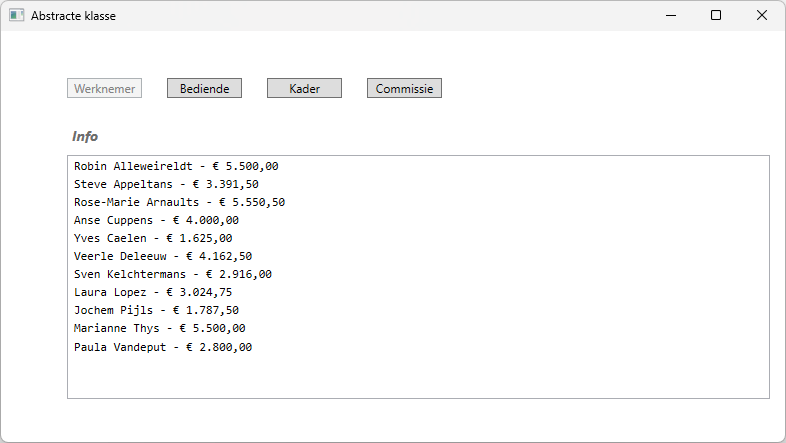 Abstracte klasse
Werknemer Bediende Kader Commissie
Info
Robin Alleweireldt - € 5.500,00
Steve Appeltans - € 3.391,50
Rose-Marie Arnaults - € 5.550,50
Anse Cuppens - € 4.000,00
Yves Caelen - € 1.625,00
Veerle Deleeuw - € 4.162,50
Sven Kelchtermans - € 2.916,00
Laura Lopez - € 3.024,75
Jochem Pijls - € 1.787,50
Marianne Thys - € 5.500,00
Paula Vandeput - € 2.800,00